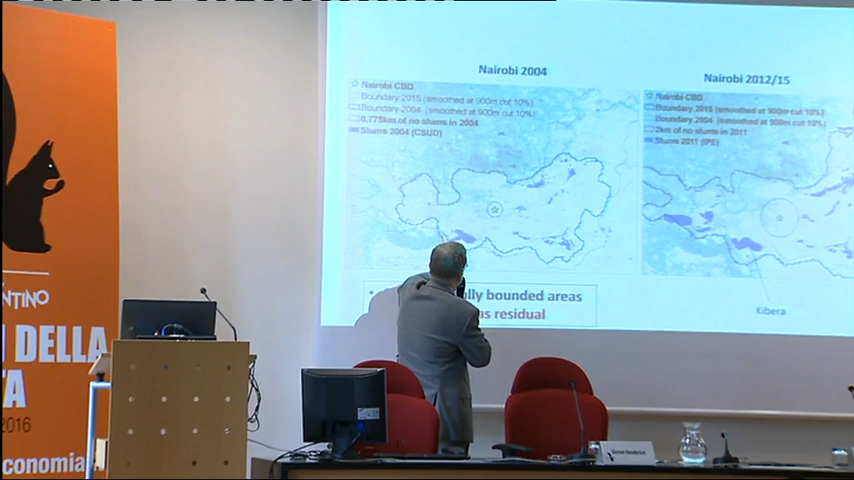 Nairobi 2004
Nairobi CBD
Boundary 2015 (smoothed at 900m cut 10%)
Boundary 2004 (smoothed at 900m cut 10%)
0.775km of no slums in 2004
Slums 2004 (CSUD)
Nairobi 2012/15
Nairobi CBD
Boundary 2015 (smoothed at 900m cut 10%)
Boundary 2004 (smoothed at 900m cut 10%)
2km of no slums in 2011
Slums 2011 (IPE)
Kibera
ully bounded areas
as residual
NTINO
I DELLA
TA
2016
economia